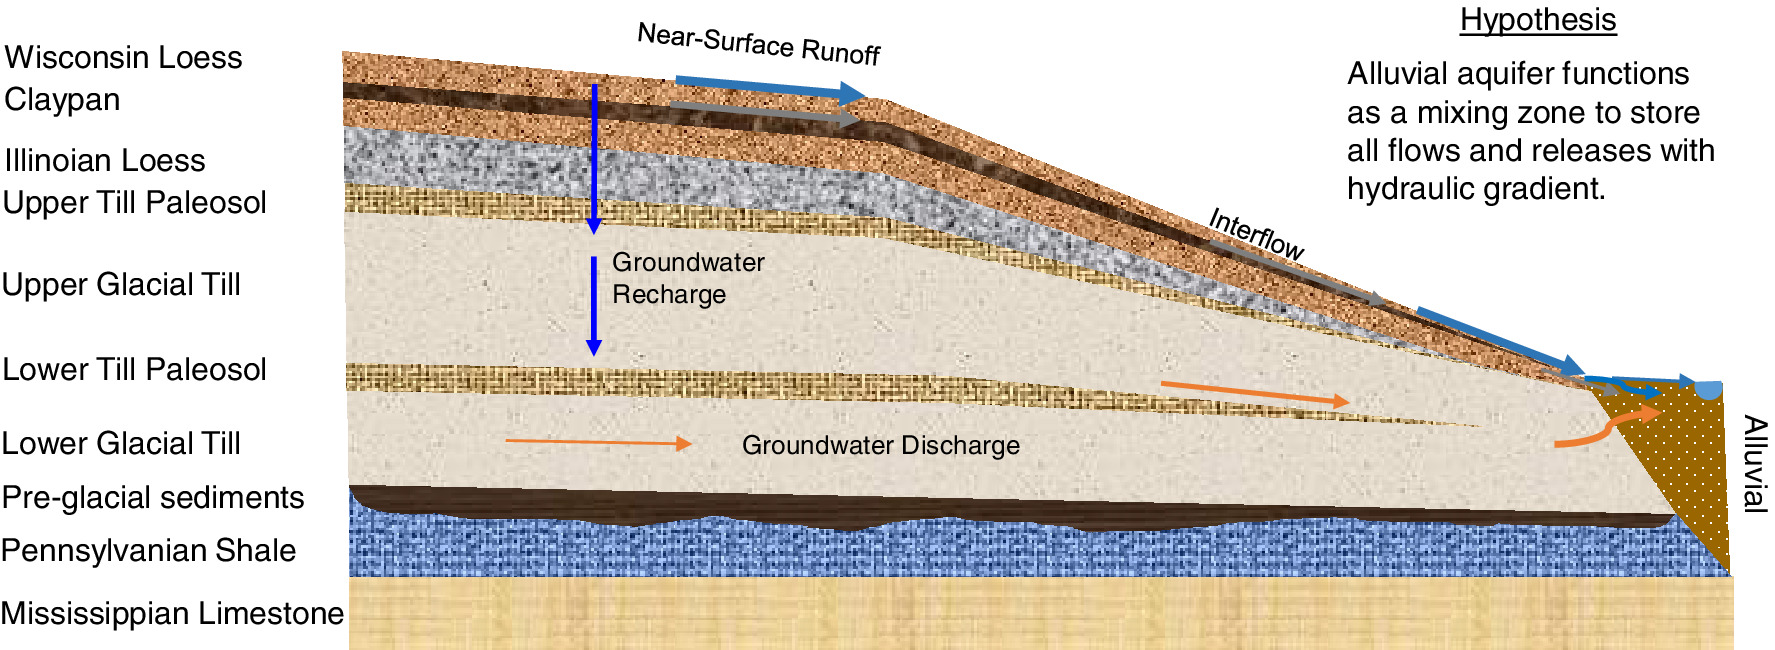 Near-Surface Runoff
Hypothesis
Alluvial aquifer functions
as a mixing zone to store
all flows and releases with
hydraulic gradient.
Wisconsin Loess
Claypan
Illinoian Loess
Upper Till Paleosol
Upper Glacial Till
Lower Till Paleosol
Lower Glacial Till
Pre-glacial sediments
Pennsylvanian Shale
Mississippian Limestone
Interflow
Groundwater
Recharge
Groundwater Discharge
Alluvial